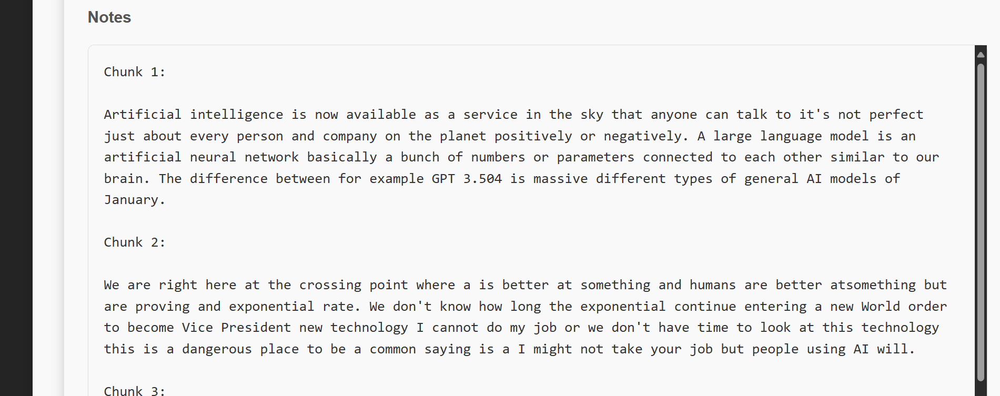 Notes
Chunk 1:
Artificial intelligence is now available as a service in the sky that anyone can talk to it's not perfect
just about every person and company on the planet positively or negatively. A large language model is an
artificial neural network basically a bunch of numbers or parameters connected to each other similar to our
brain. The difference between for example GPT 3.504 is massive different types of general AI models of
January.
Chunk 2:
We are right here at the crossing point where a is better at something and humans are better atsomething but
are proving and exponential rate. We don't know how long the exponential continue entering a new World order
to become Vice President new technology I cannot do my job or we don't have time to look at this technology
this is a dangerous place to be a common saying is a I might not take your job but people using AI will.
Chunk 3: